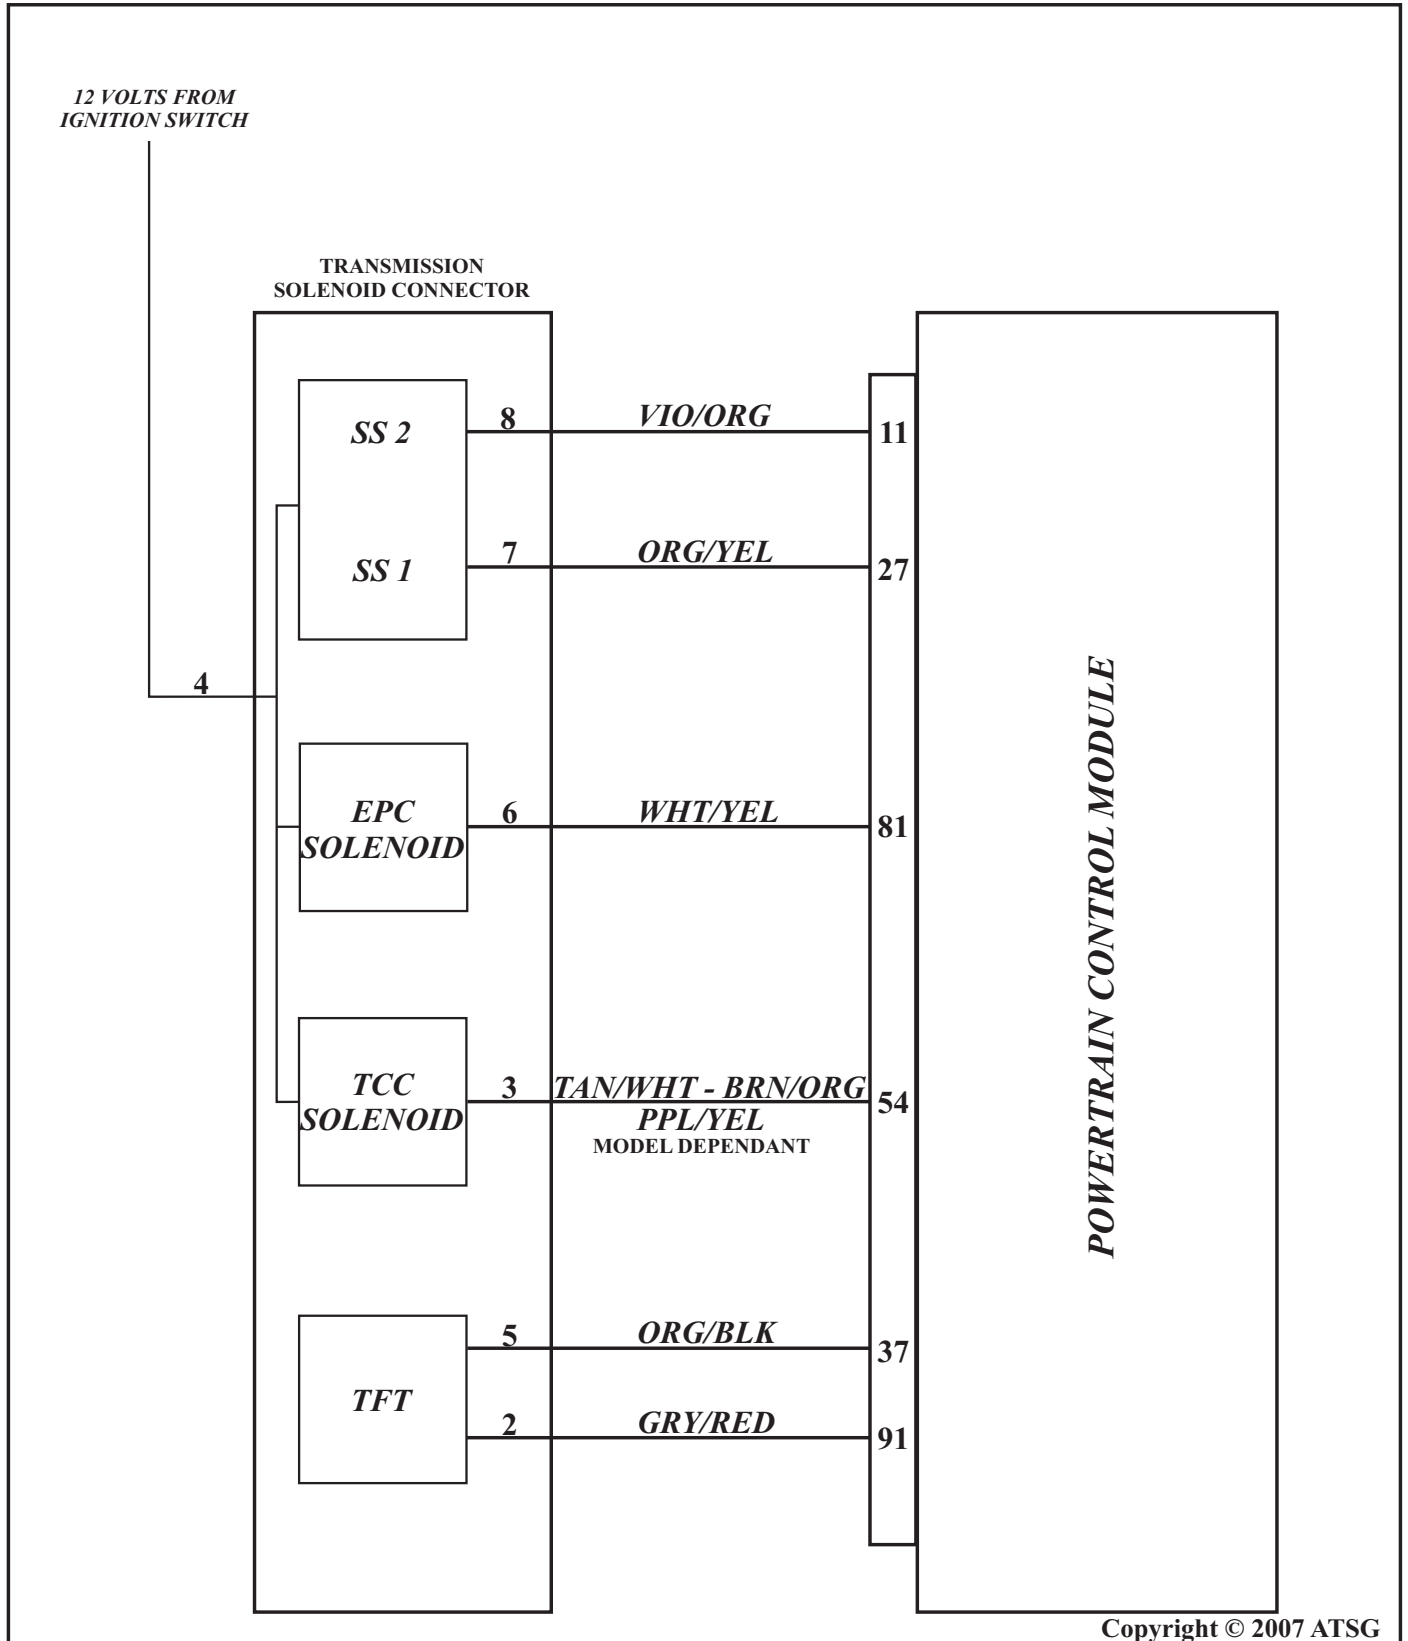 12 VOLTS FROM
IGNITION SWITCH
TRANSMISSION
SOLENOID CONNECTOR
SS 2
8
VIO/ORG
11
SS 1
7
ORG/YEL
27
4
EPC
SOLENOID
6
WHT/YEL
81
TCC
SOLENOID
3
TAN/WHT - BRN/ORG
PPL/YEL
MODEL DEPENDANT
54
TFT
5
ORG/BLK
37
2
GRY/RED
91
POWERTRAIN CONTROL MODULE
Copyright © 2007 ATSG